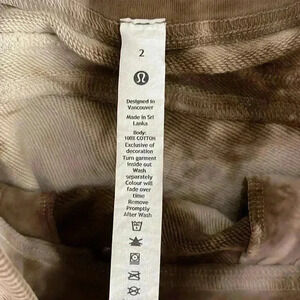 2
Designed in
Vancouver
Made in Sri
Lanka
Body:
100% COTTON
Exclusive of
decoration
Turn garment
Inside out
Wash
separately
Colour will
fade over
time
Remove
Promptly
After Wash